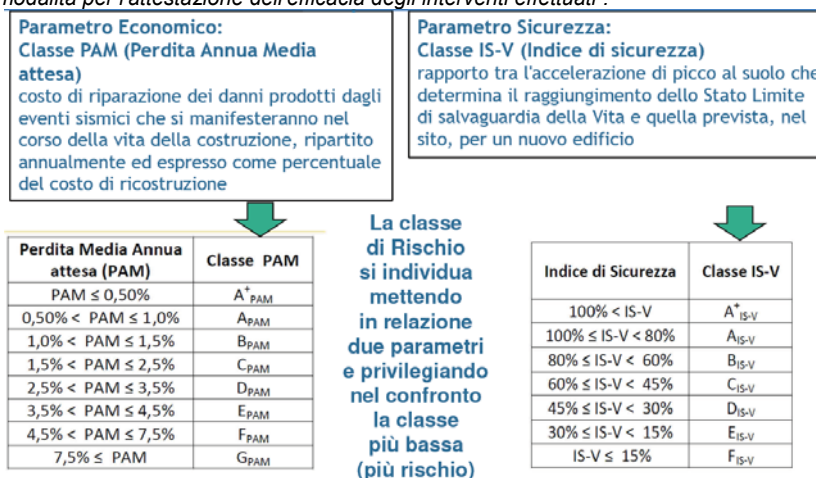 modalità per l'attestazione dell'efficacia degli interventi effettuati".
Parametro Economico:
Classe PAM (Perdita Annua Media
attesa)
costo di riparazione dei danni prodotti dagli
eventi sismici che si manifesteranno nel
corso della vita della costruzione, ripartito
annualmente ed espresso come percentuale
del costo di ricostruzione
Parametro Sicurezza:
Classe IS-V (Indice di sicurezza)
rapporto tra l'accelerazione di picco al suolo che
determina il raggiungimento dello Stato Limite
di salvaguardia della Vita e quella prevista, nel
sito, per un nuovo edificio
Perdita Media Annua attesa (PAM) Classe PAM
PAM ≤ 0,50% A+PAM
0,50% < PAM ≤ 1,0% APAM
1,0% < PAM ≤ 1,5% BPAM
1,5% < PAM ≤ 2,5% CPAM
2,5% < PAM ≤ 3,5% DPAM
3,5% < PAM ≤ 4,5% EPAM
4,5% < PAM ≤ 7,5% FPAM
7,5% ≤ PAM GPAM
La classe
di Rischio
si individua
mettendo
in relazione
due parametri
e privilegiando
nel confronto
la classe
più bassa
(più rischio)
Indice di Sicurezza Classe IS-V
100% < IS-V A+IS-V
100% ≤ IS-V < 80% AIS-V
80% ≤ IS-V < 60% BIS-V
60% ≤ IS-V < 45% CIS-V
45% ≤ IS-V < 30% DIS-V
30% ≤ IS-V < 15% EIS-V
IS-V ≤ 15% FIS-V